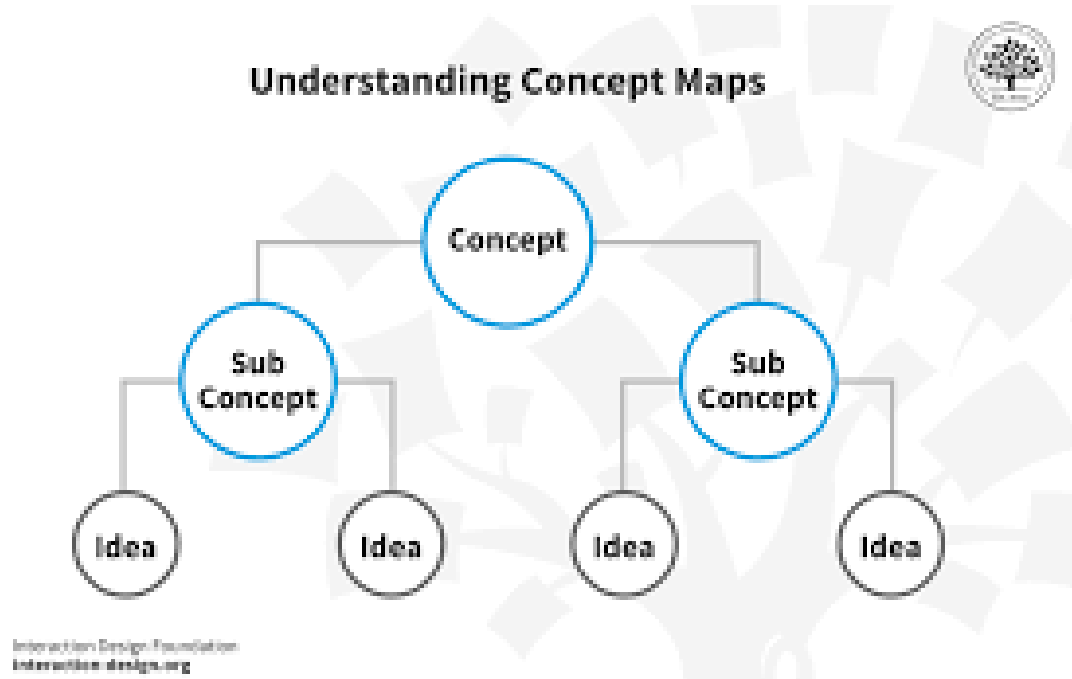 Understanding Concept Maps
Concept
Sub
Concept
Sub
Concept
Idea
Idea
Idea
Idea
Interaction Design Foundation
interaction-design.org